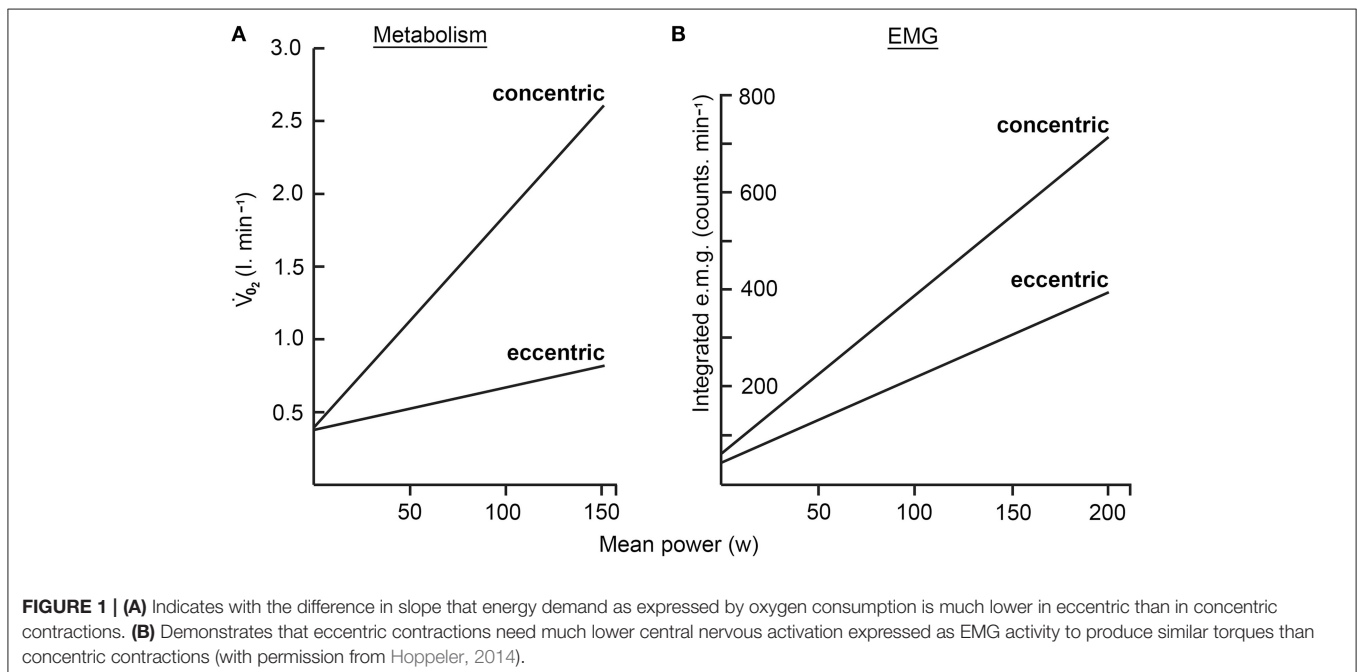 A
Metabolism
3.0
2.5
2.0
1.5
1.0
0.5
V̇O₂ (l. min⁻¹)
concentric
eccentric
50
100
150
B
EMG
800
600
400
200
Integrated e.m.g. (counts. min⁻¹)
concentric
eccentric
50
100
150
200
Mean power (w)
FIGURE 1 | (A) Indicates with the difference in slope that energy demand as expressed by oxygen consumption is much lower in eccentric than in concentric
contractions. (B) Demonstrates that eccentric contractions need much lower central nervous activation expressed as EMG activity to produce similar torques than
concentric contractions (with permission from Hoppeler, 2014).